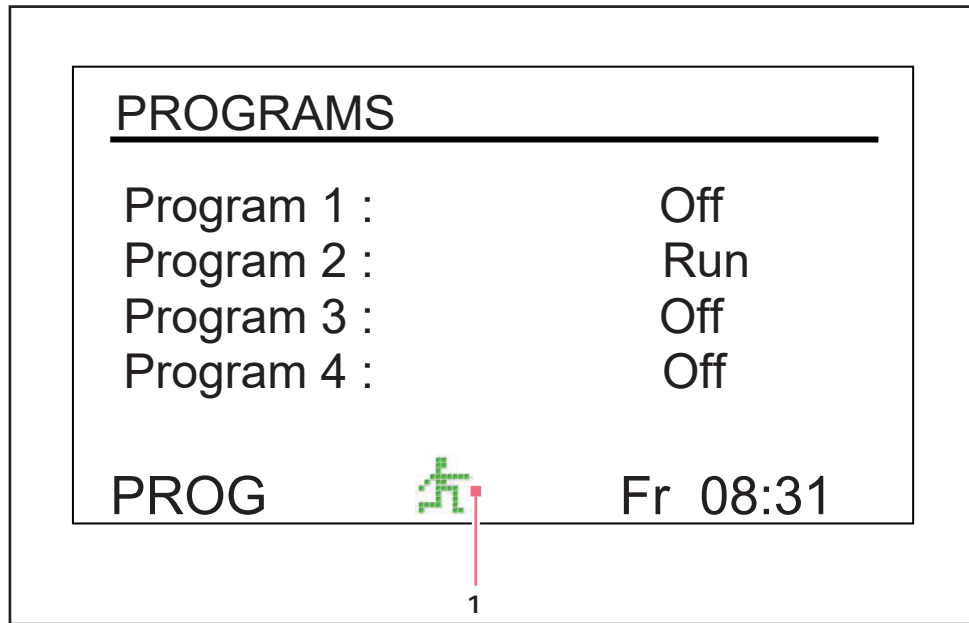 PROGRAMS
Program 1 : Off
Program 2 : Run
Program 3 : Off
Program 4 : Off
PROG Fr 08:31
1